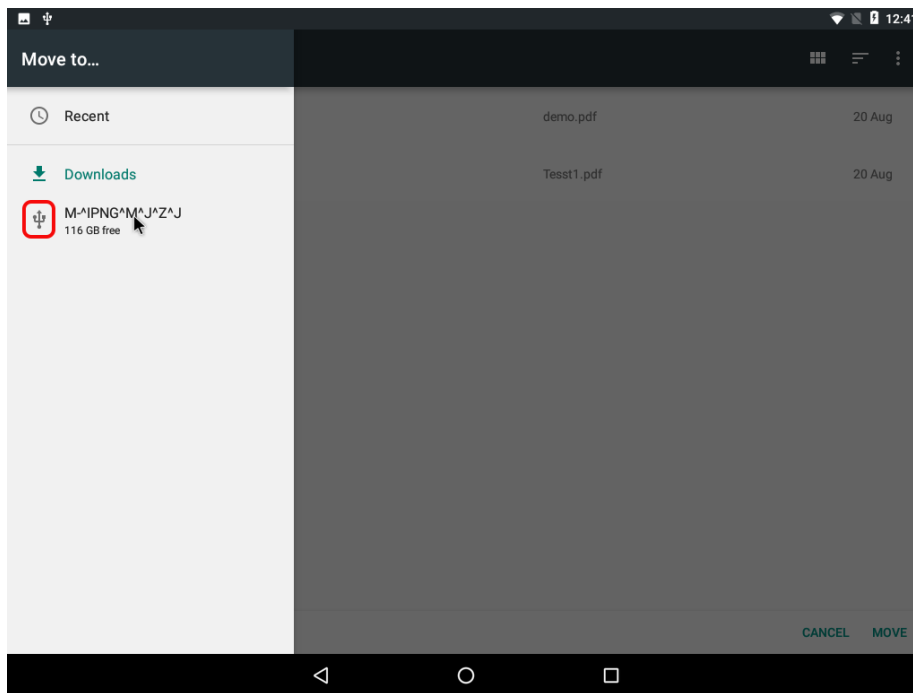 12:41
Move to...
Recent
demo.pdf 20 Aug
Downloads
Tesst1.pdf 20 Aug
M-^IPNG^M^J^Z^J
116 GB free
CANCEL MOVE